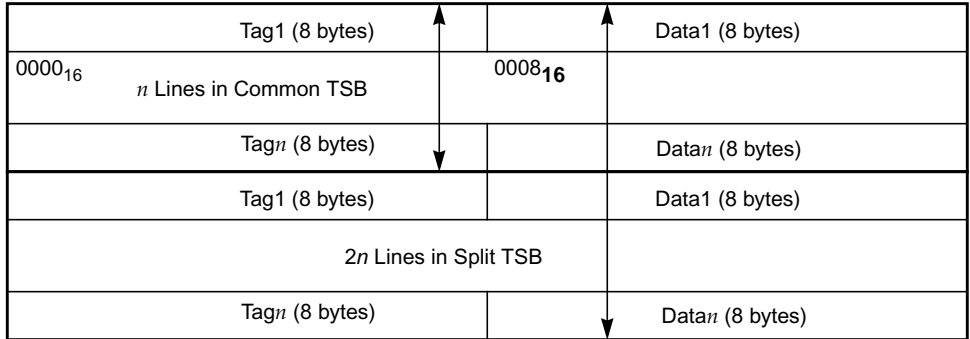 Tag1 (8 bytes) Data1 (8 bytes)
0000₁₆ 0008₁₆
n Lines in Common TSB
Tagn (8 bytes) Datan (8 bytes)
Tag1 (8 bytes) Data1 (8 bytes)
2n Lines in Split TSB
Tagn (8 bytes) Datan (8 bytes)